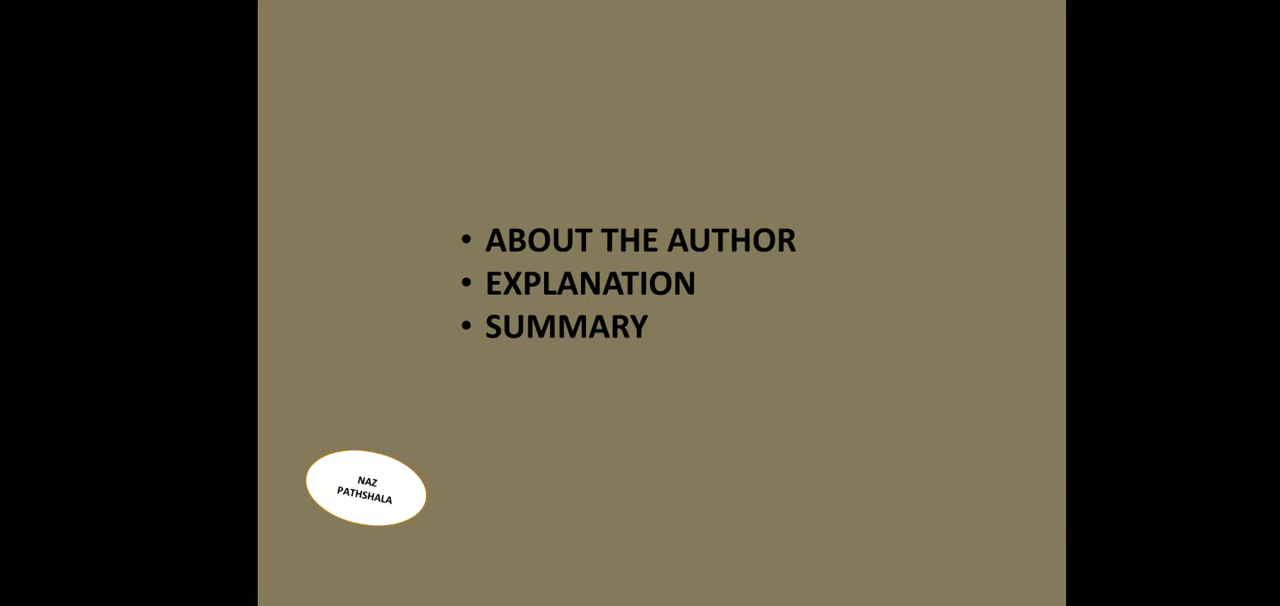 • ABOUT THE AUTHOR
• EXPLANATION
• SUMMARY
NAZ
PATHSHALA